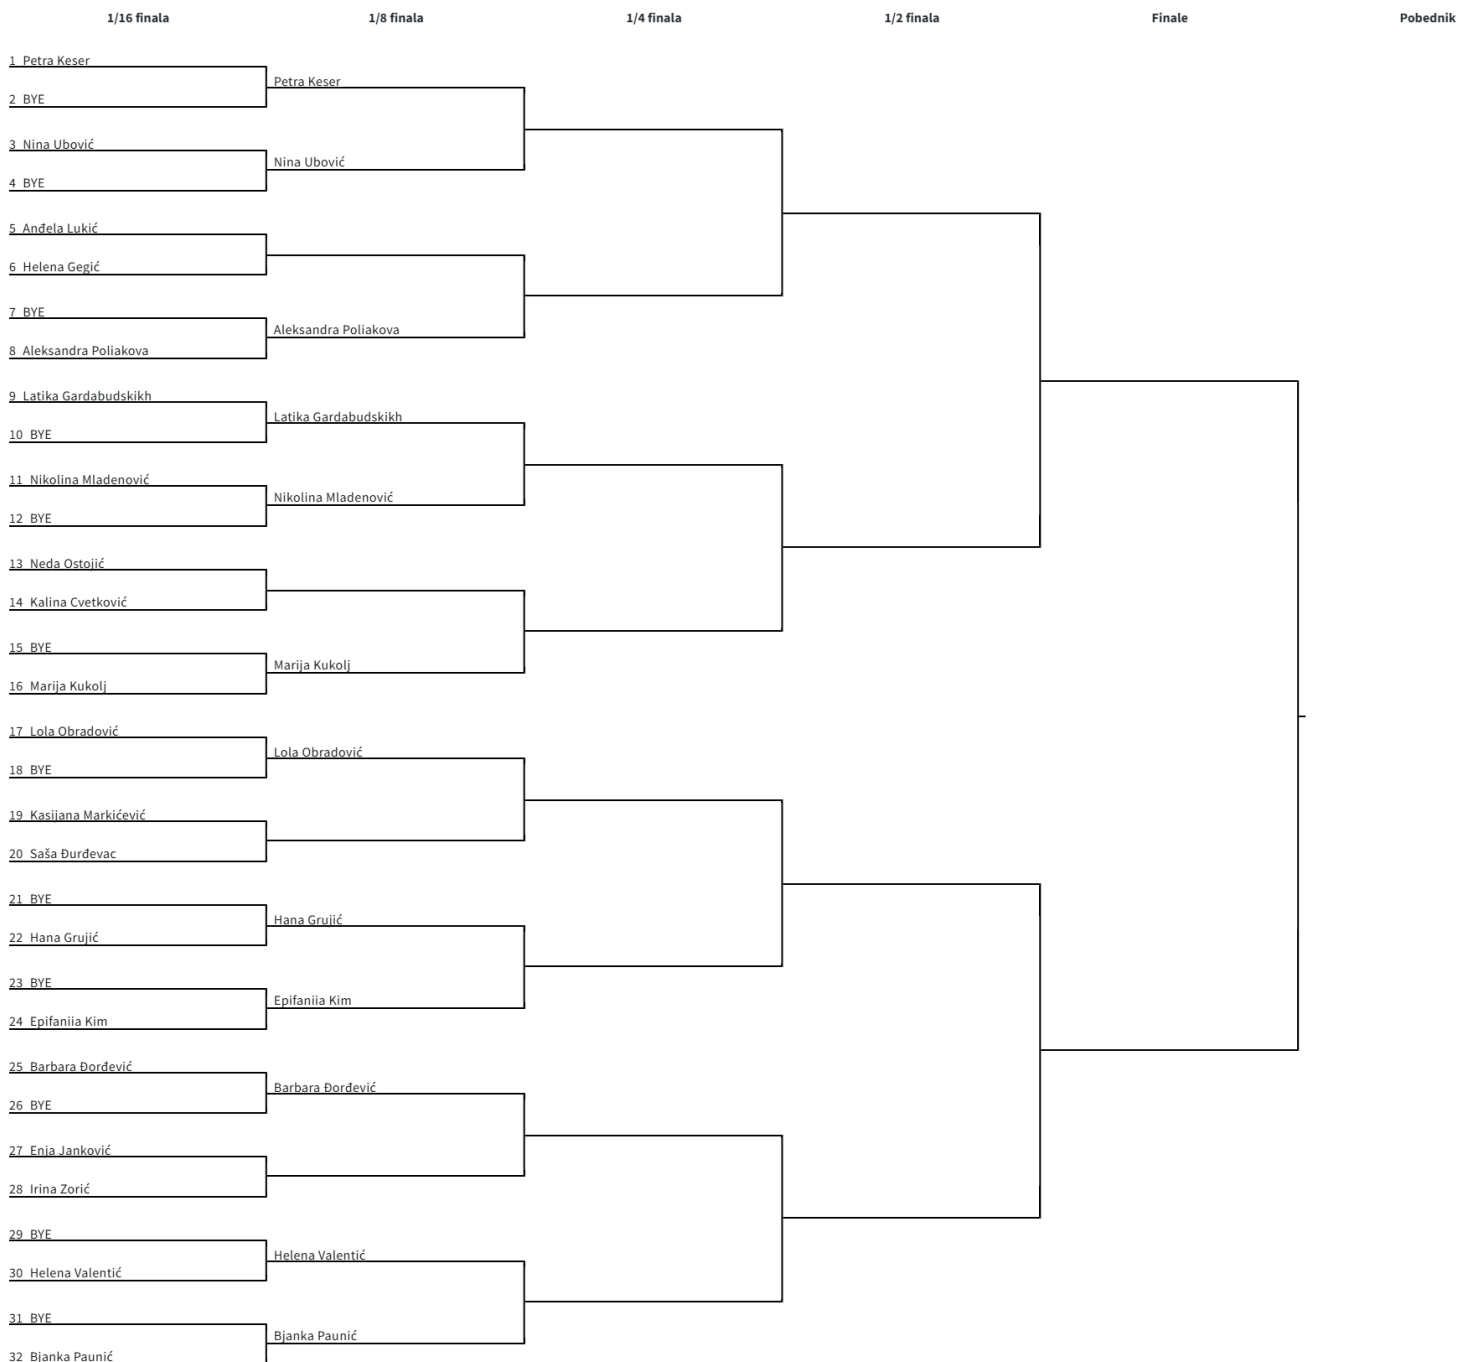 1/16 finala 1/8 finala 1/4 finala 1/2 finala Finale Pobednik
1 Petra Keser
Petra Keser
2 BYE
3 Nina Ubović
Nina Ubović
4 BYE
5 Anđela Lukić
6 Helena Gegić
7 BYE
Aleksandra Poliakova
8 Aleksandra Poliakova
9 Latika Gardabudskikh
Latika Gardabudskikh
10 BYE
11 Nikolina Mladenović
Nikolina Mladenović
12 BYE
13 Neda Ostojić
14 Kalina Cvetković
15 BYE
Marija Kukolj
16 Marija Kukolj
17 Lola Obradović
Lola Obradović
18 BYE
19 Kasijana Markićević
20 Saša Đurđevac
21 BYE
Hana Grujić
22 Hana Grujić
23 BYE
Epifaniia Kim
24 Epifaniia Kim
25 Barbara Đorđević
Barbara Đorđević
26 BYE
27 Enja Janković
28 Irina Zorić
29 BYE
Helena Valentić
30 Helena Valentić
31 BYE
Bjanka Paunić
32 Bjanka Paunić